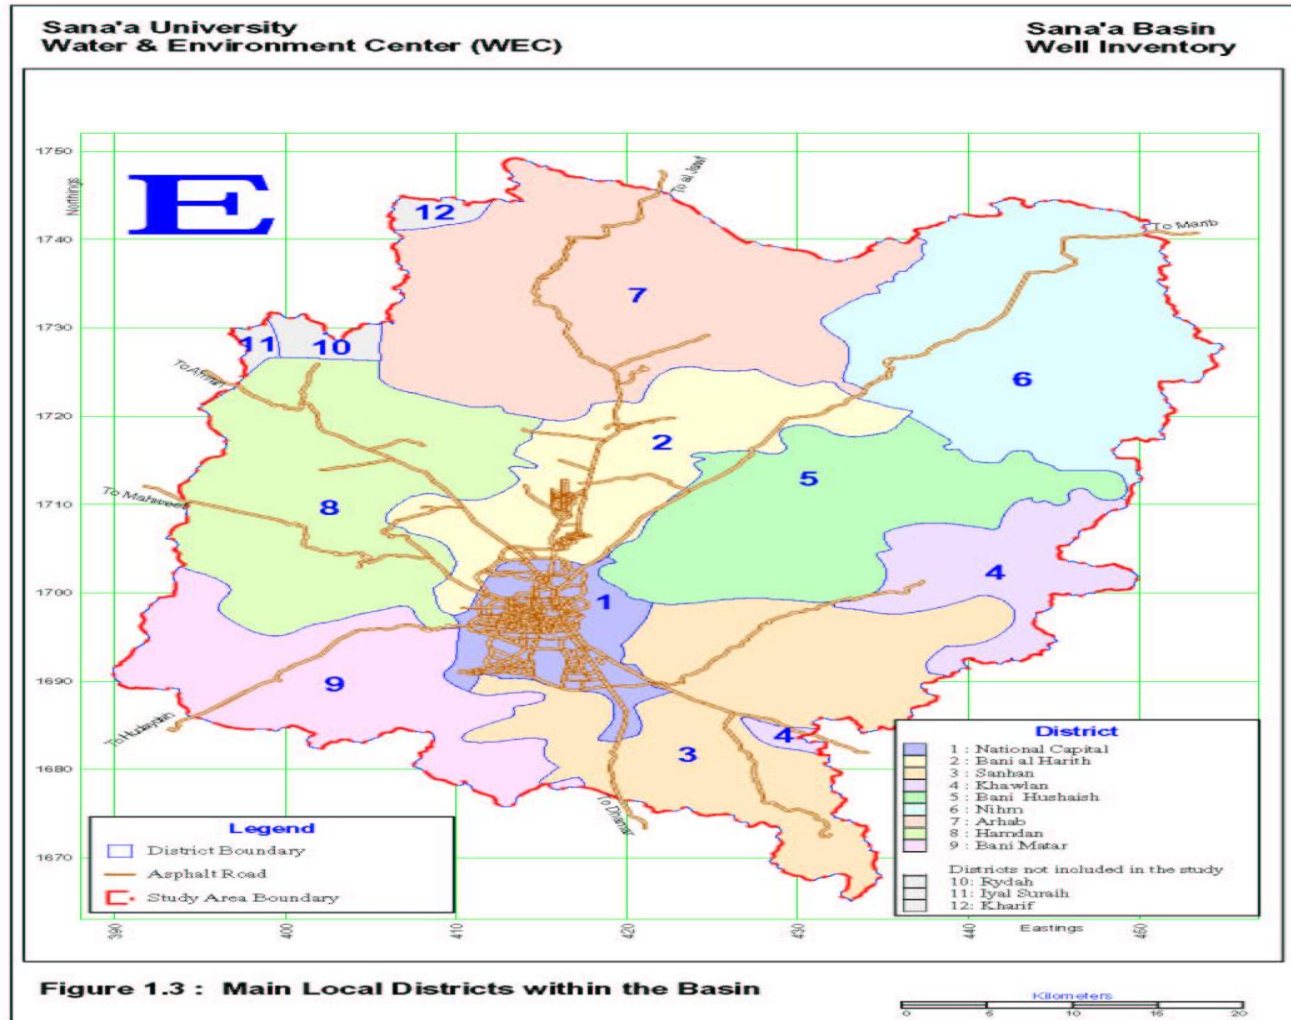 Sana'a University
Water & Environment Center (WEC)
Sana'a Basin
Well Inventory
E
1750
1740
1730
1720
1710
1700
1690
1680
1670
Northings
To al Jawf
To Marib
To Amran
To Mahweet
To Hudaydah
To Dhamar
12
7
11
10
6
2
5
8
4
1
9
4
3
Legend
District Boundary
Asphalt Road
Study Area Boundary
District
1 : National Capital
2 : Bani al Harith
3 : Sanhan
4 : Khawlan
5 : Bani Hushaish
6 : Nihm
7 : Arhab
8 : Hamdan
9 : Bani Matar
Districts not included in the study
10: Rydah
11: Iyal Suraih
12: Kharif
390
400
410
420
430
440
450
Eastings
Figure 1.3 : Main Local Districts within the Basin
Kilometers
0 5 10 15 20